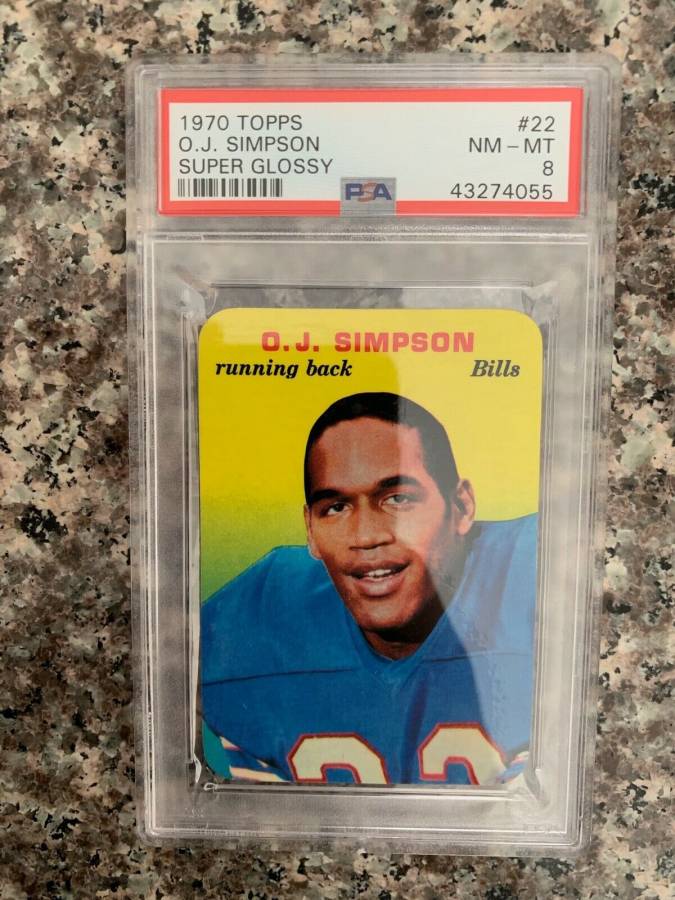 1970 TOPPS #22
O.J. SIMPSON NM - MT
SUPER GLOSSY 8
PSA 43274055
O.J. SIMPSON
running back Bills